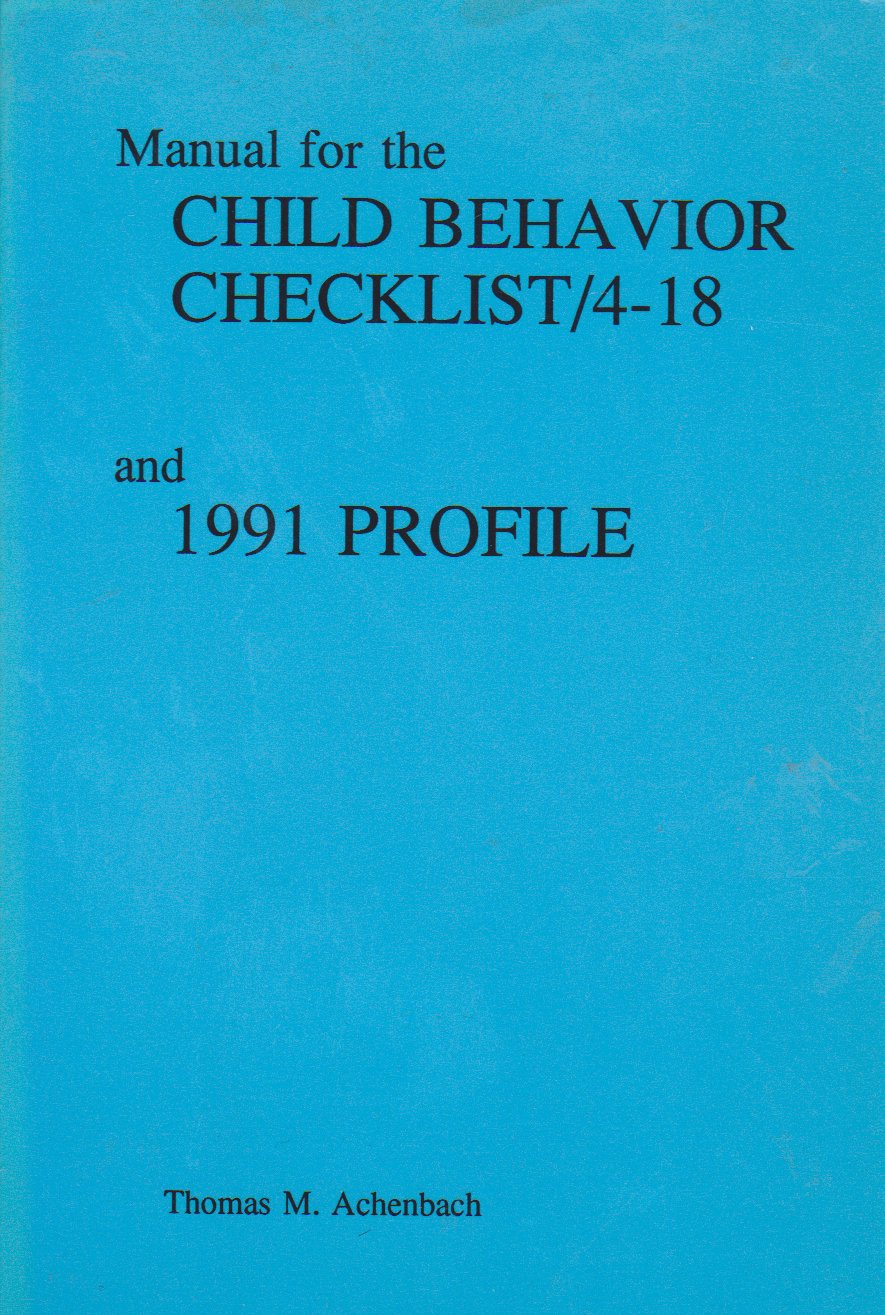 Manual for the
CHILD BEHAVIOR
CHECKLIST/4-18
and
1991 PROFILE
Thomas M. Achenbach